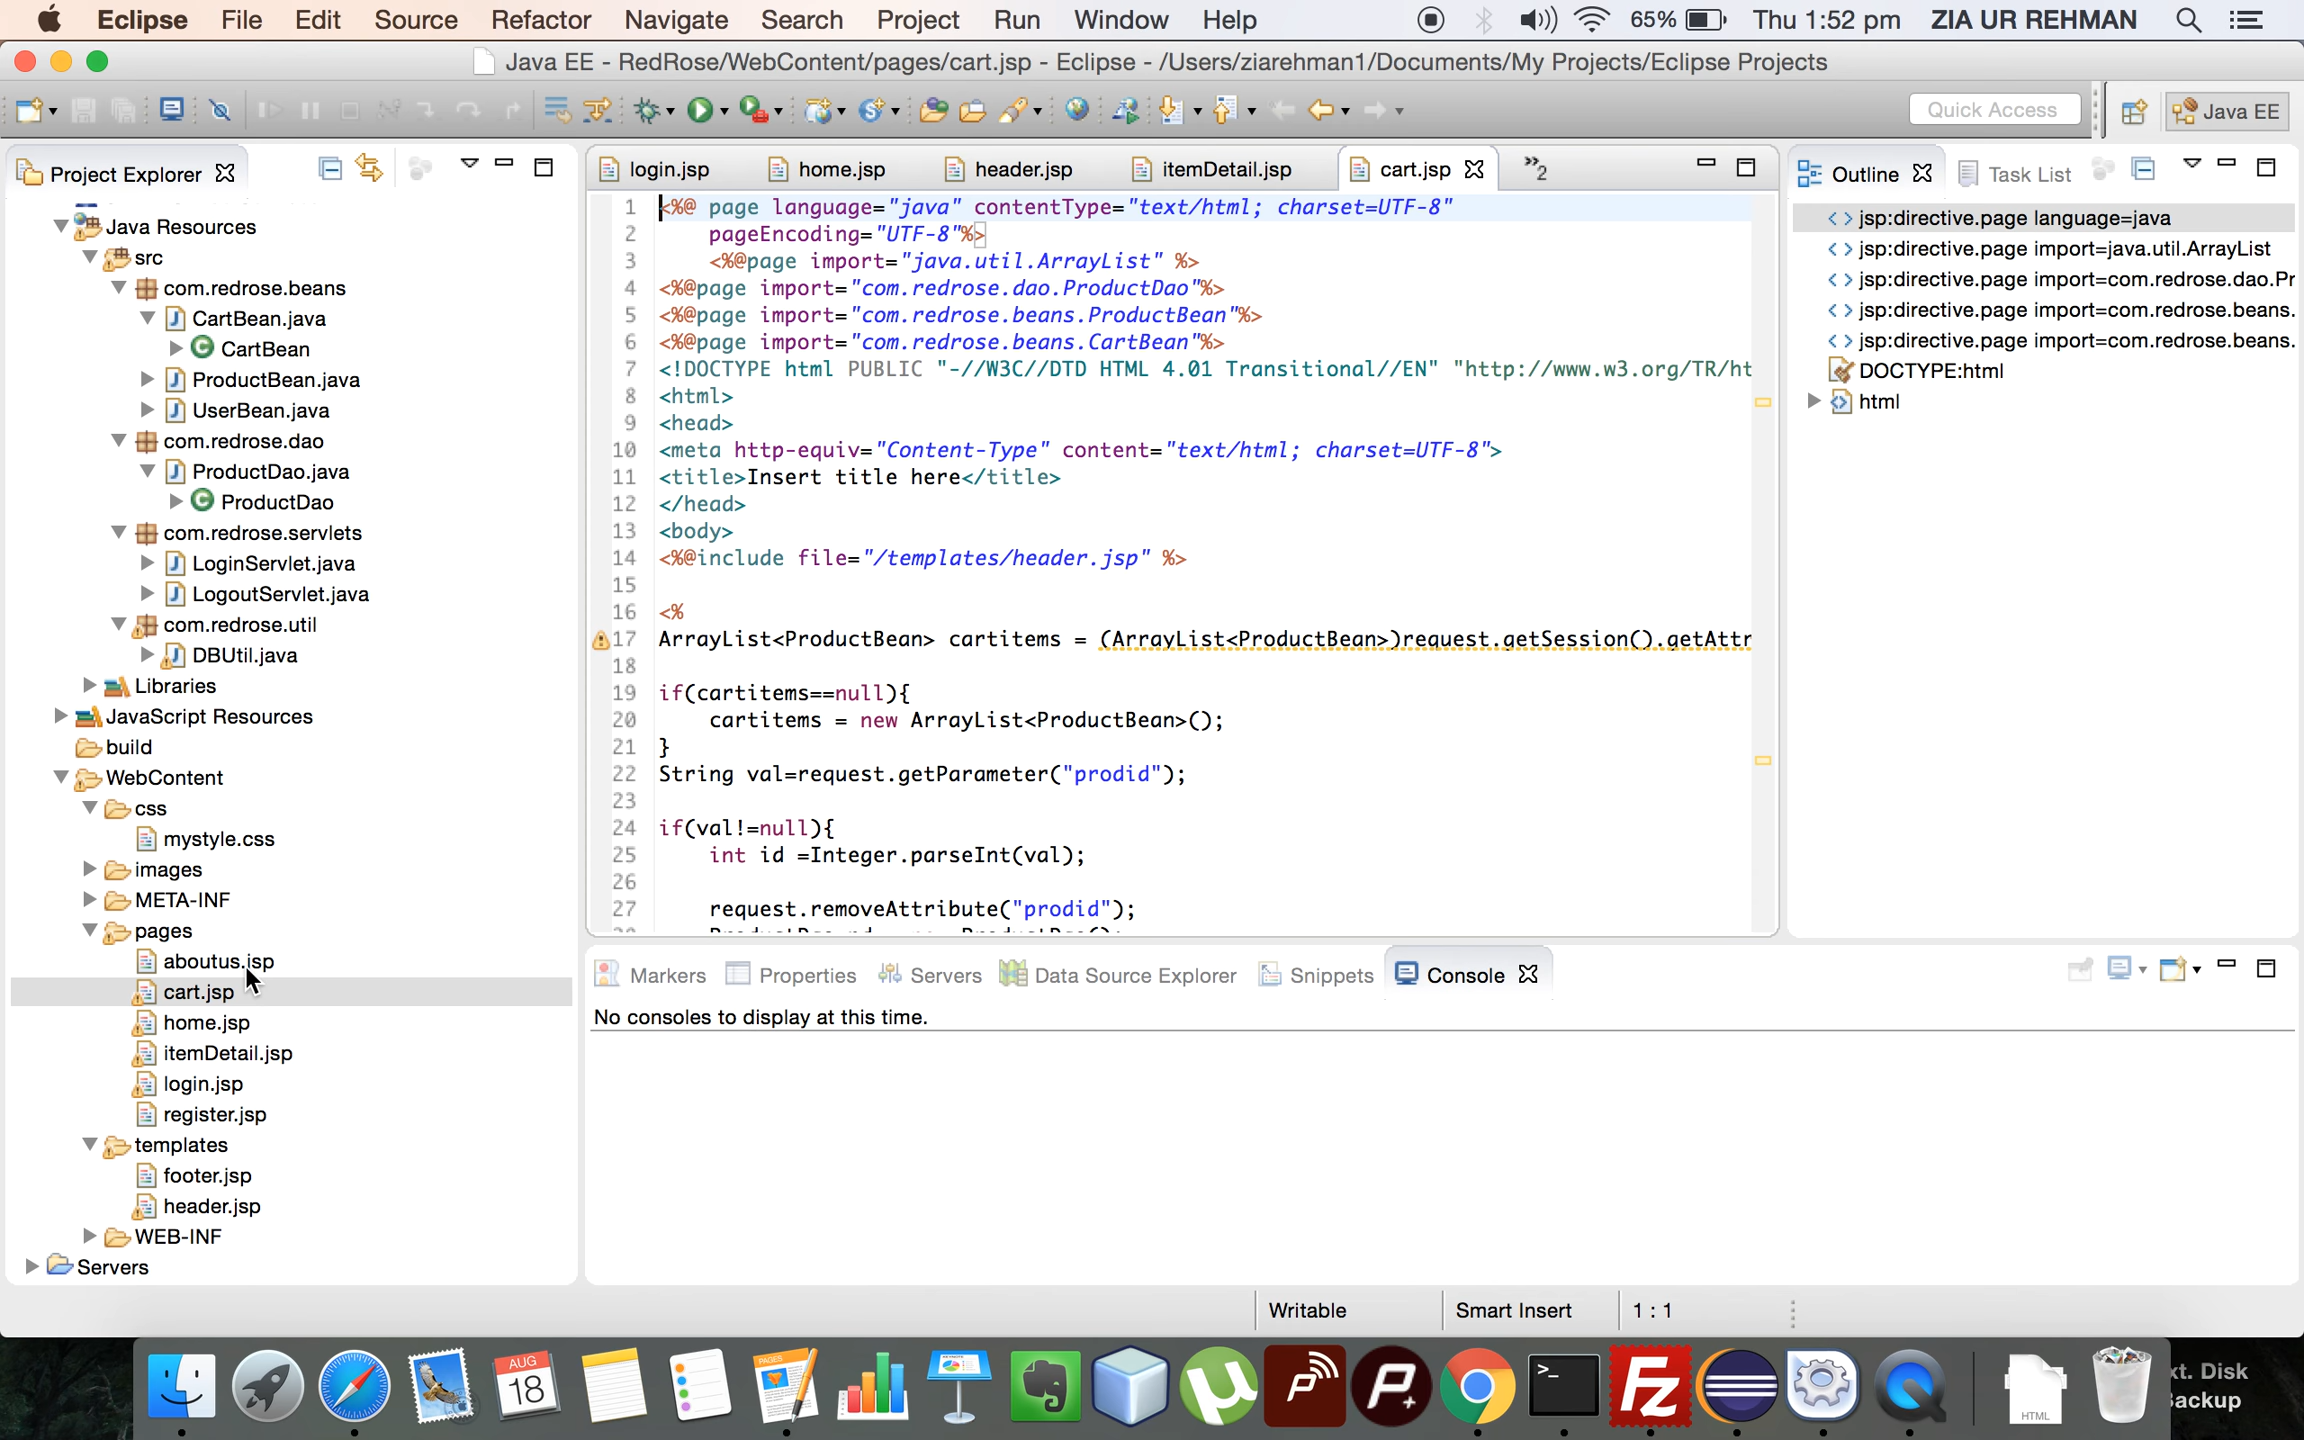 Eclipse File Edit Source Refactor Navigate Search Project Run Window Help 65% Thu 1:52 pm ZIA UR REHMAN
Java EE - RedRose/WebContent/pages/cart.jsp - Eclipse - /Users/ziarehman1/Documents/My Projects/Eclipse Projects
Quick Access Java EE
Project Explorer
Java Resources
src
com.redrose.beans
CartBean.java
CartBean
ProductBean.java
UserBean.java
com.redrose.dao
ProductDao.java
ProductDao
com.redrose.servlets
LoginServlet.java
LogoutServlet.java
com.redrose.util
DBUtil.java
Libraries
JavaScript Resources
build
WebContent
css
mystyle.css
images
META-INF
pages
aboutus.jsp
cart.jsp
home.jsp
itemDetail.jsp
login.jsp
register.jsp
templates
footer.jsp
header.jsp
WEB-INF
Servers
login.jsp home.jsp header.jsp itemDetail.jsp cart.jsp »2
1 <%@ page language="java" contentType="text/html; charset=UTF-8"
2 pageEncoding="UTF-8"%>
3 <%@page import="java.util.ArrayList" %>
4 <%@page import="com.redrose.dao.ProductDao"%>
5 <%@page import="com.redrose.beans.ProductBean"%>
6 <%@page import="com.redrose.beans.CartBean"%>
7 <!DOCTYPE html PUBLIC "-//W3C//DTD HTML 4.01 Transitional//EN" "http://www.w3.org/TR/ht
8 <html>
9 <head>
10 <meta http-equiv="Content-Type" content="text/html; charset=UTF-8">
11 <title>Insert title here</title>
12 </head>
13 <body>
14 <%@include file="/templates/header.jsp" %>
15
16 <%
17 ArrayList<ProductBean> cartitems = (ArrayList<ProductBean>)request.getSession().getAttr
18
19 if(cartitems==null){
20 cartitems = new ArrayList<ProductBean>();
21 }
22 String val=request.getParameter("prodid");
23
24 if(val!=null){
25 int id =Integer.parseInt(val);
26
27 request.removeAttribute("prodid");
Outline Task List
jsp:directive.page language=java
jsp:directive.page import=java.util.ArrayList
jsp:directive.page import=com.redrose.dao.Pr
jsp:directive.page import=com.redrose.beans.
jsp:directive.page import=com.redrose.beans.
DOCTYPE:html
html
Markers Properties Servers Data Source Explorer Snippets Console
No consoles to display at this time.
Writable Smart Insert 1 : 1
AUG
18
PAGES
HTML
xt. Disk
Backup